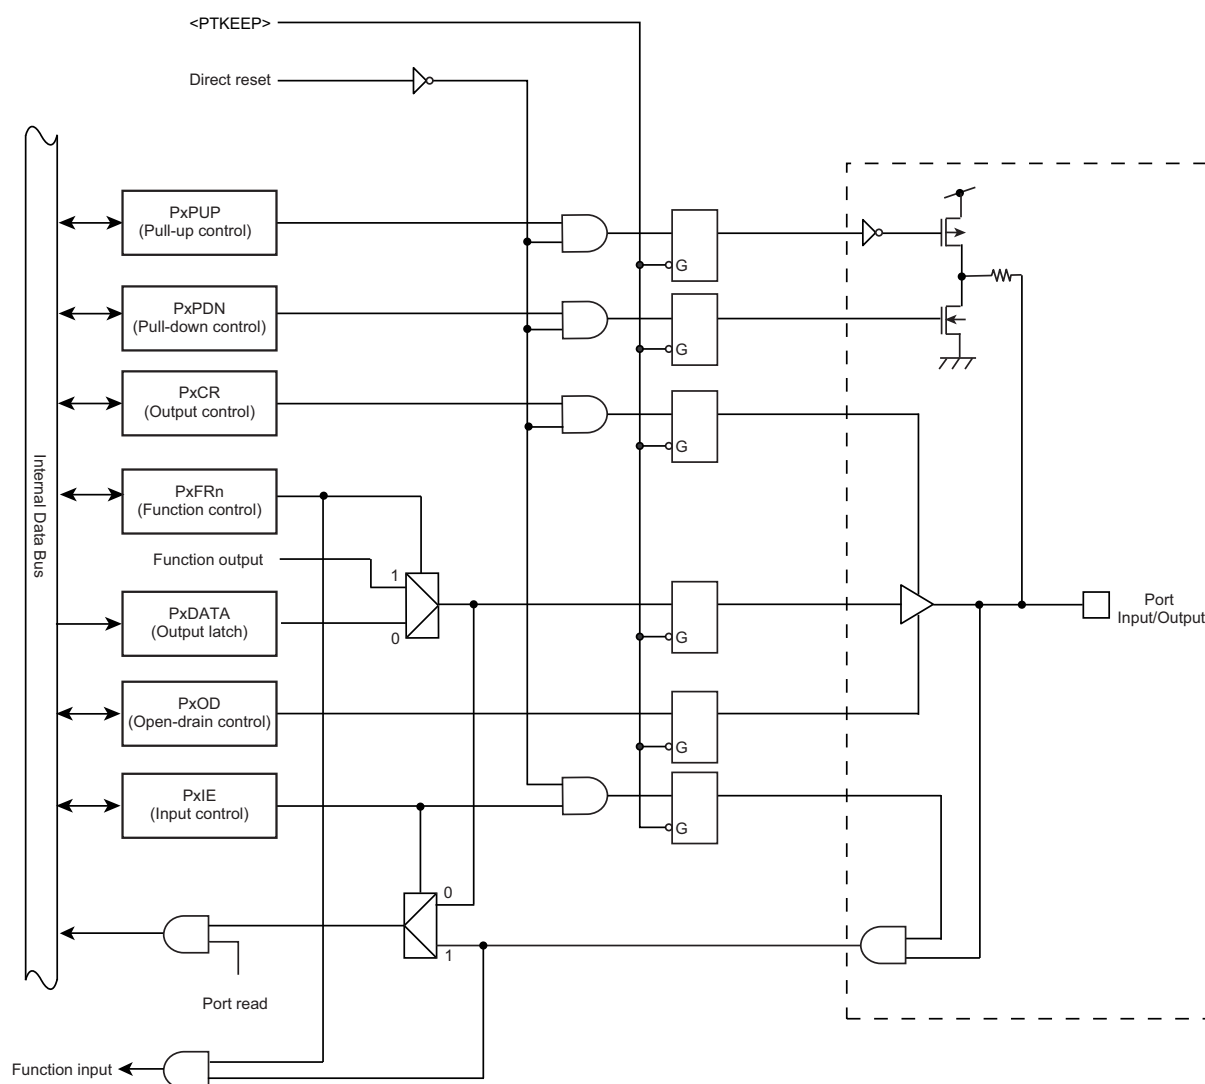 <PTKEEP>
Direct reset
PxPUP
(Pull-up control)
G
PxPDN
(Pull-down control)
G
PxCR
(Output control)
G
Internal Data Bus
PxFRn
(Function control)
Function output
1
PxDATA
(Output latch)
0
G
Port
Input/Output
PxOD
(Open-drain control)
G
PxIE
(Input control)
G
0
1
Port read
Function input